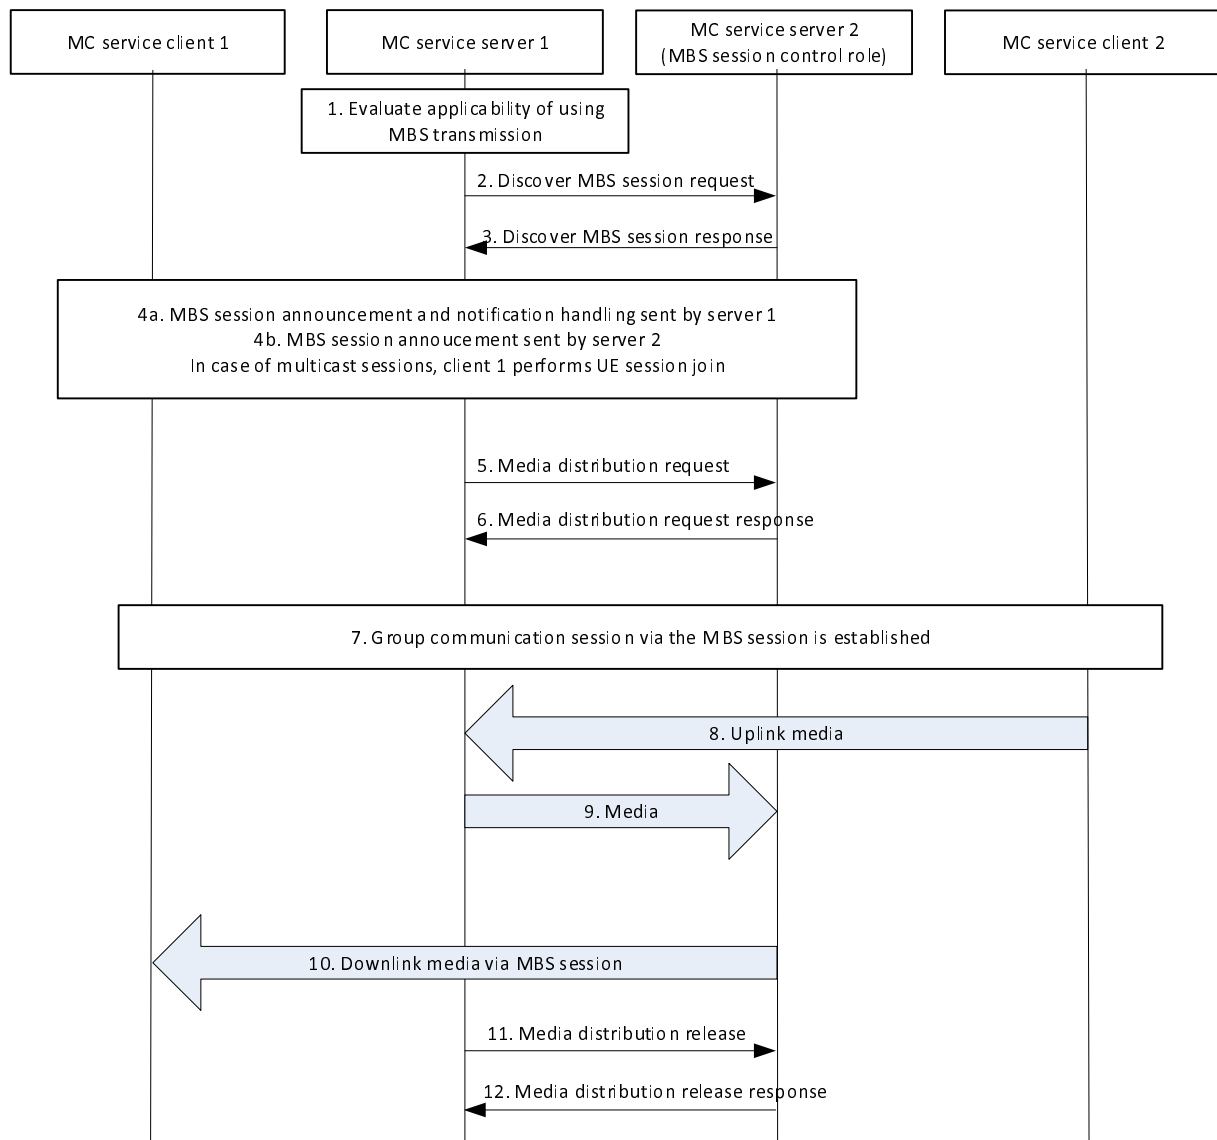 MC service client 1
MC service server 1
MC service server 2
(MBS session control role)
MC service client 2
1. Evaluate applicability of using
MBS transmission
2. Discover MBS session request
3. Discover MBS session response
4a. MBS session announcement and notification handling sent by server 1
4b. MBS session annoucement sent by server 2
In case of multicast sessions, client 1 performs UE session join
5. Media distribution request
6. Media distribution request response
7. Group communication session via the MBS session is established
8. Uplink media
9. Media
10. Downlink media via MBS session
11. Media distribution release
12. Media distribution release response